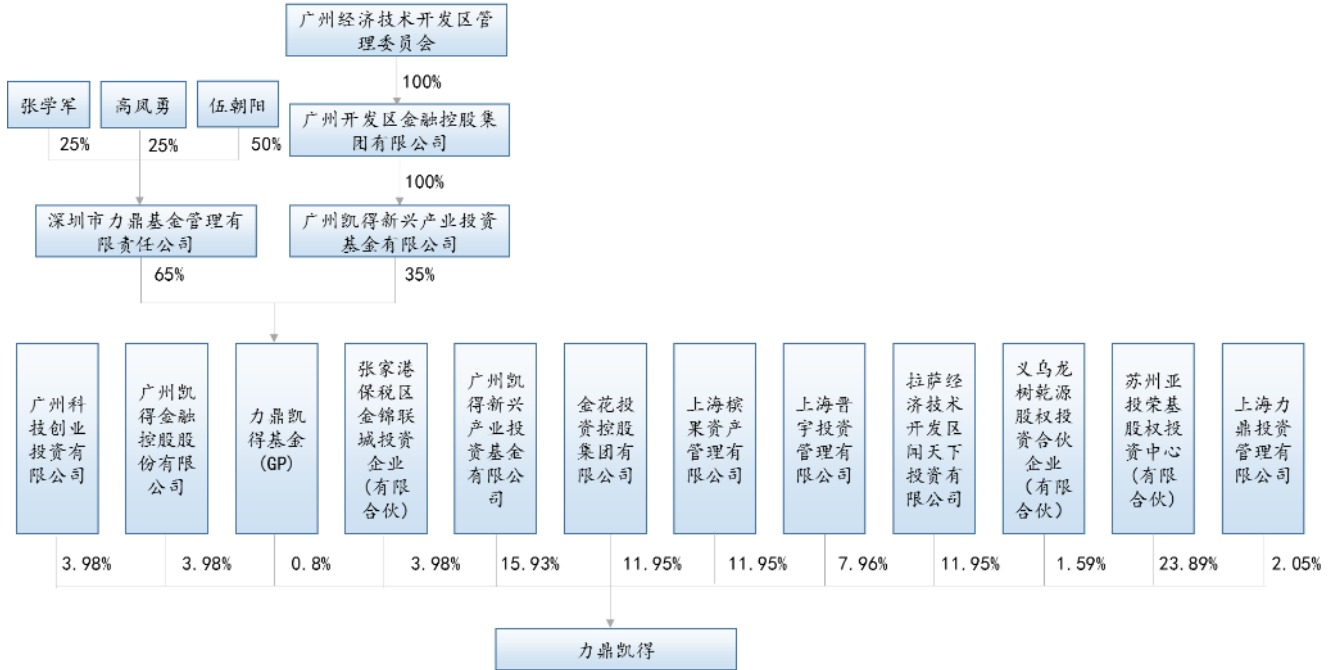 广州经济技术开发区管
理委员会
100%
张学军
高凤勇
伍朝阳
广州开发区金融控股集
团有限公司
25%
25%
50%
100%
深圳市力鼎基金管理有
限责任公司
广州凯得新兴产业投资
基金有限公司
65%
35%
广州科
技创业
投资有
限公司
广州凯
得金融
控股股
份有限
公司
力鼎凯
得基金
(GP)
张家港
保税区
金锦联
城投资
企业
(有限
合伙)
广州凯
得新兴
产业投
资基金
有限公
司
金花投
资控股
集团有
限公司
上海槟
果资产
管理有
限公司
上海晋
宇投资
管理有
限公司
拉萨经
济技术
开发区
闻天下
投资有
限公司
义乌龙
树乾源
股权投
资合伙
企业
(有限
合伙)
苏州亚
投荣基
股权投
资中心
(有限
合伙)
上海力
鼎投资
管理有
限公司
3.98%
3.98%
0.8%
3.98%
15.93%
11.95%
11.95%
7.96%
11.95%
1.59%
23.89%
2.05%
力鼎凯得